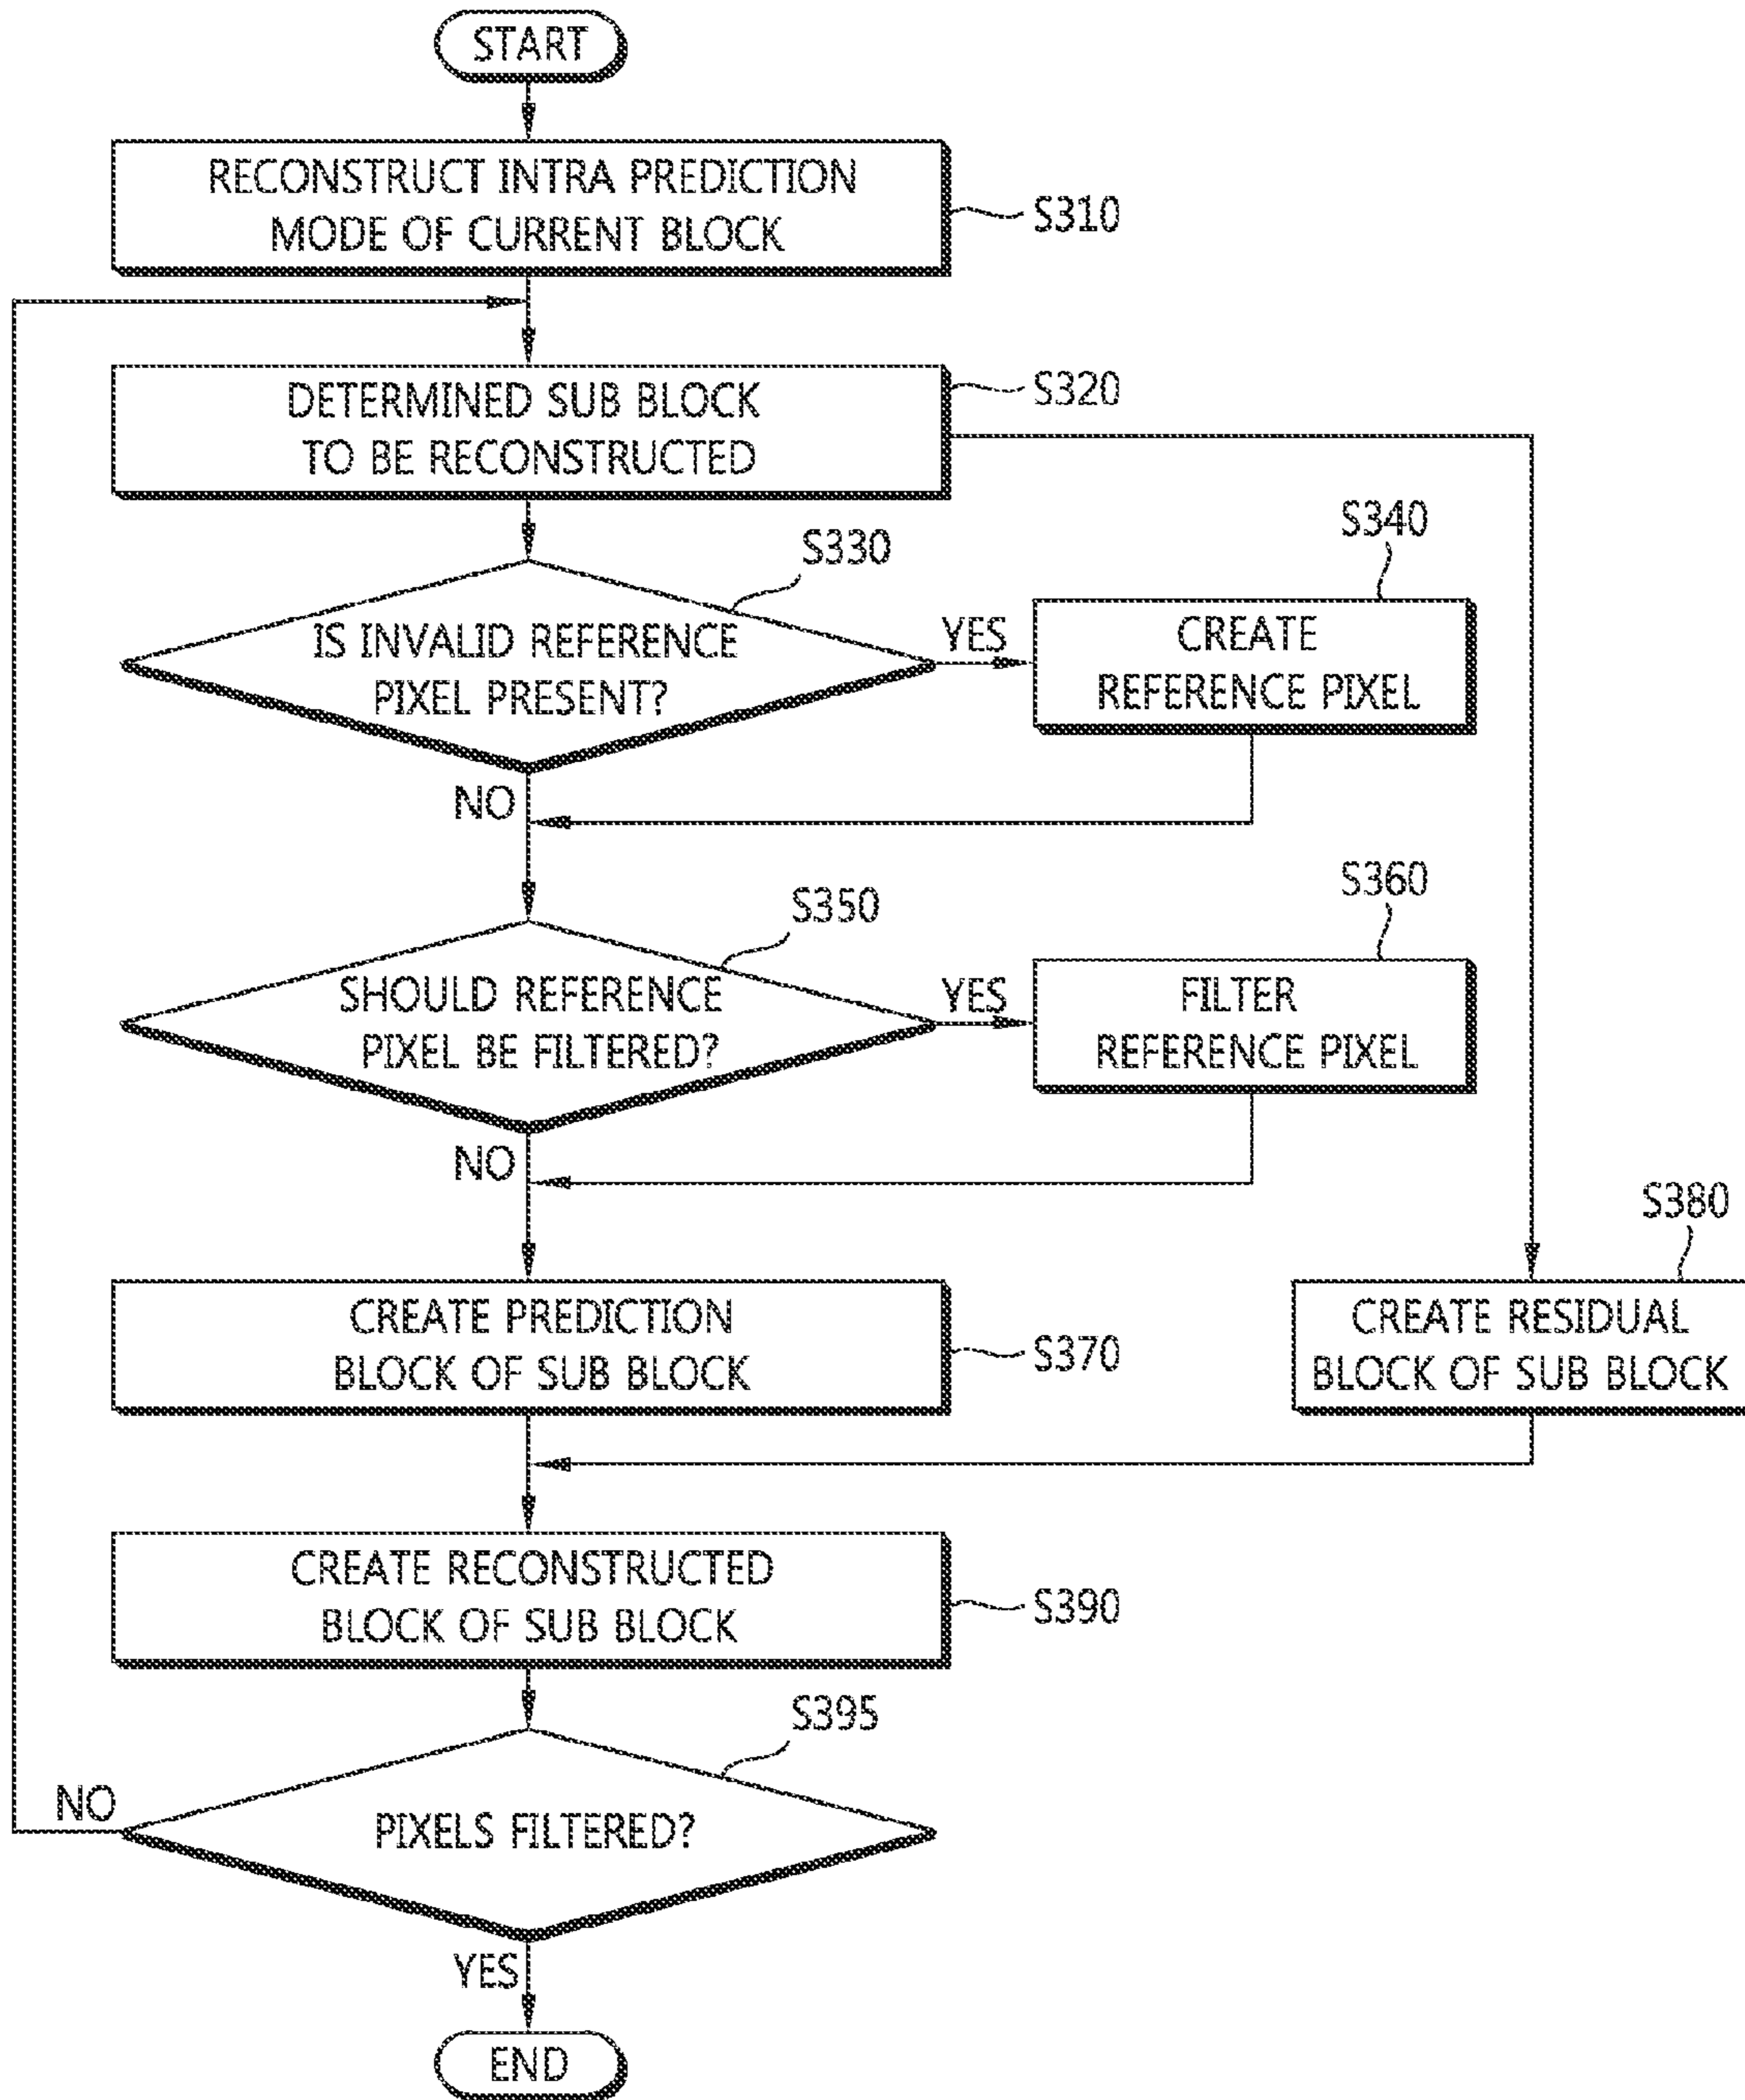 START
RECONSTRUCT INTRA PREDICTION
MODE OF CURRENT BLOCK
S310
DETERMINED SUB BLOCK
TO BE RECONSTRUCTED
S320
S330
IS INVALID REFERENCE
PIXEL PRESENT?
YES
NO
S340
CREATE
REFERENCE PIXEL
S350
SHOULD REFERENCE
PIXEL BE FILTERED?
YES
NO
S360
FILTER
REFERENCE PIXEL
CREATE PREDICTION
BLOCK OF SUB BLOCK
S370
S380
CREATE RESIDUAL
BLOCK OF SUB BLOCK
CREATE RECONSTRUCTED
BLOCK OF SUB BLOCK
S390
S395
PIXELS FILTERED?
NO
YES
END